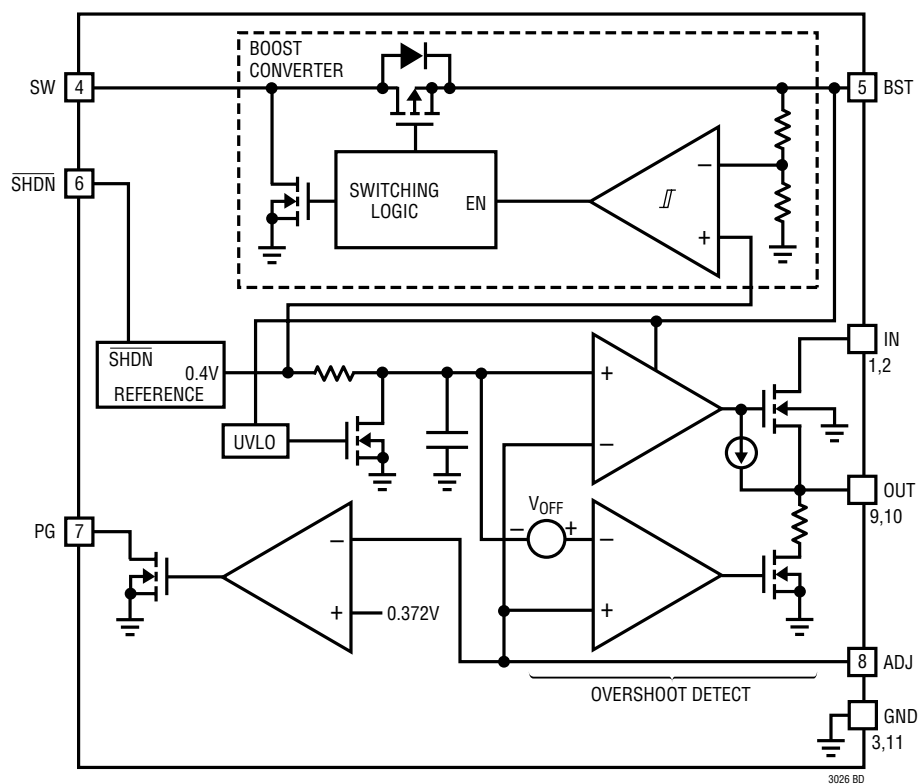 BOOST
CONVERTER
SW 4
5 BST
SHDN 6
SWITCHING
LOGIC
EN
−
+
IN
1,2
SHDN
0.4V
REFERENCE
+
−
UVLO
OUT
9,10
PG 7
VOFF
− +
−
+
−
+ 0.372V
8 ADJ
OVERSHOOT DETECT
GND
3,11
3026 BD